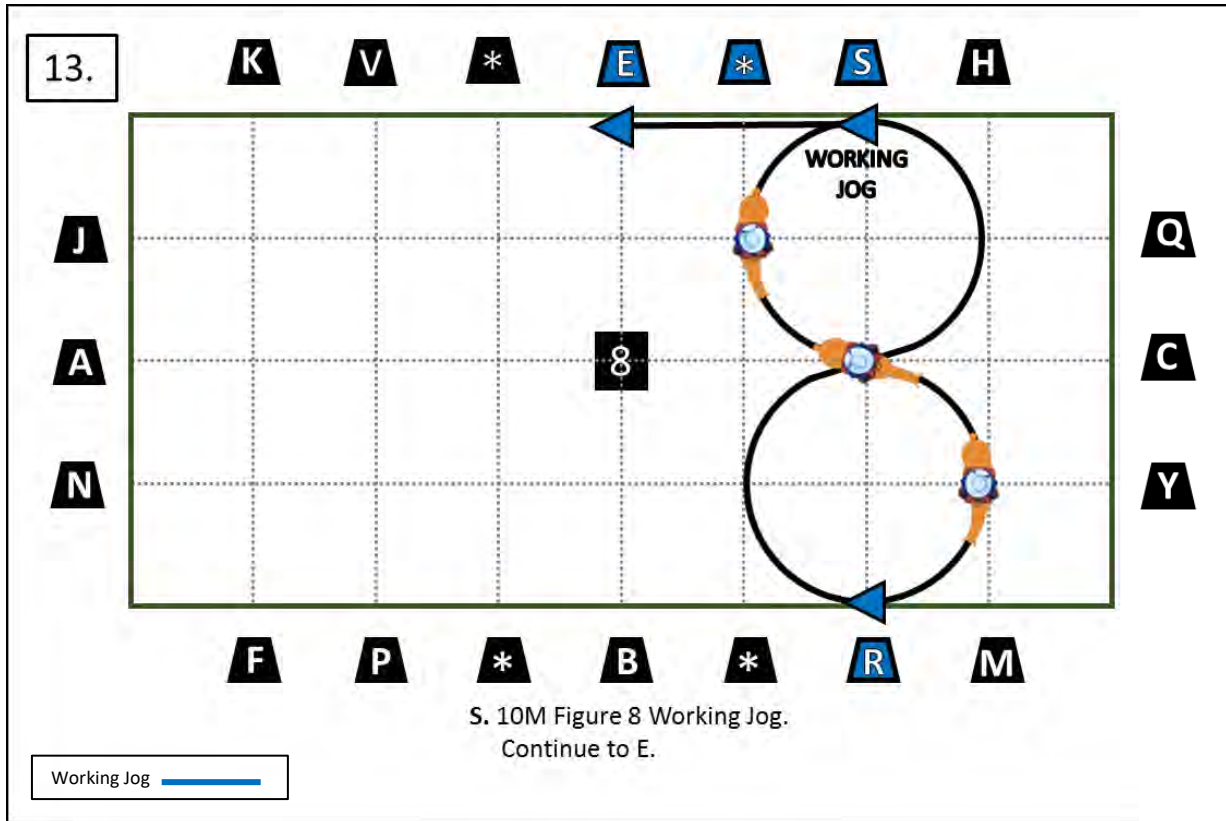 13.
K V * E * S H
WORKING
JOG
J Q
8
A C
N Y
F P * B * R M
S. 10M Figure 8 Working Jog.
Continue to E.
Working Jog